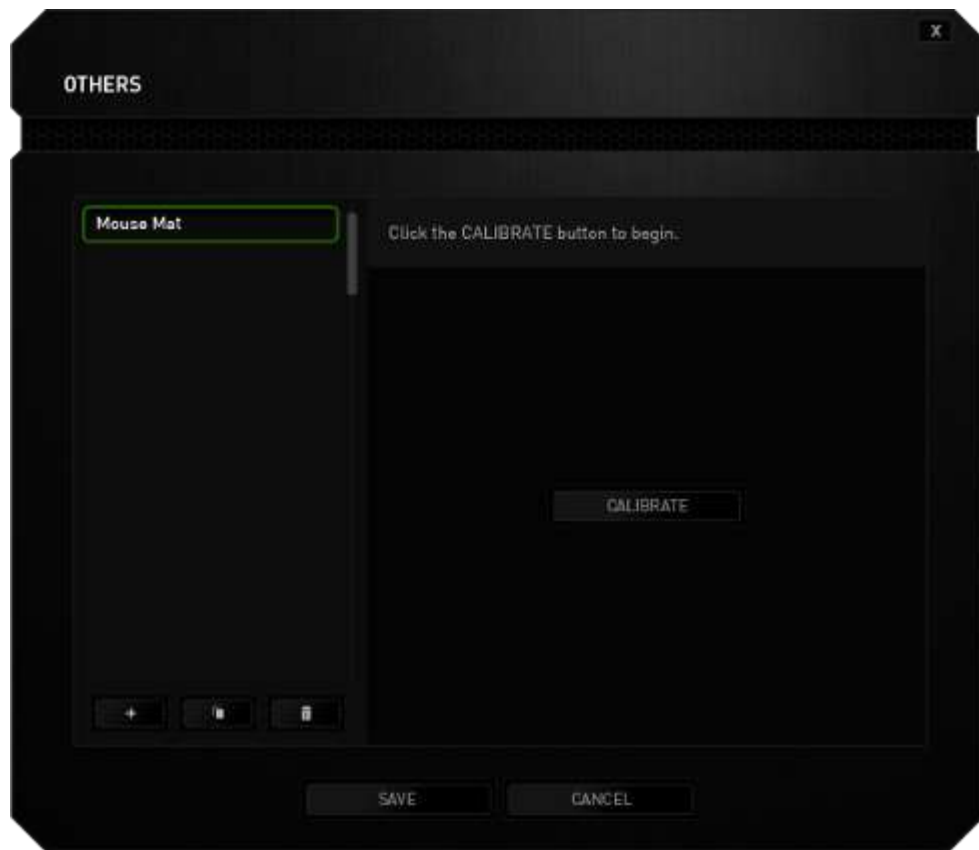 X
OTHERS
Mouse Mat
Click the CALIBRATE button to begin.
CALIBRATE
SAVE
CANCEL